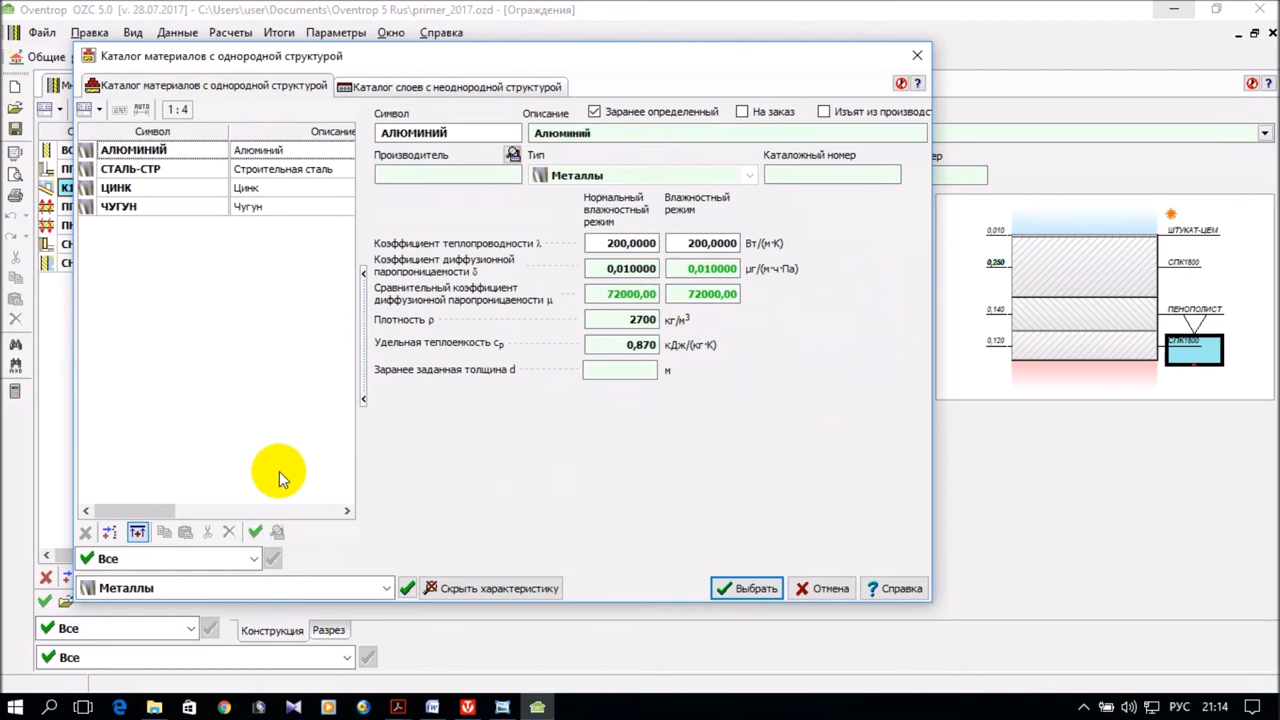 Oventrop OZC 5.0 [v. 28.07.2017] - C:\Users\user\Documents\Oventrop 5 Rus\primer_2017.ozd - [Ограждения]
Файл Правка Вид Данные Расчеты Итоги Параметры Окно Справка
Общие
Каталог материалов с однородной структурой
Каталог материалов с однородной структурой
Каталог слоев с неоднородной структурой
AUTO
1 : 4
Символ Описание
АЛЮМИНИЙ Алюминий
СТАЛЬ-СТР Строительная сталь
ЦИНК Цинк
ЧУГУН Чугун
Символ Описание Заранее определенный На заказ Изъят из производст
АЛЮМИНИЙ Алюминий
Производитель Тип Каталожный номер
Металлы
Нормальный влажностный режим
Влажностный режим
Коэффициент теплопроводности λ 200,0000 200,0000 Вт/(м·К)
Коэффициент диффузионной паропроницаемости δ 0,010000 0,010000 µг/(м·ч·Па)
Сравнительный коэффициент диффузионной паропроницаемости µ 72000,00 72000,00
Плотность ρ 2700 кг/м³
Удельная теплоемкость cp 0,870 кДж/(кг·К)
Заранее заданная толщина d м
Все
Металлы
Скрыть характеристику
Выбрать
Отмена
Справка
0,010 ШТУКАТ-ЦЕМ
0,250 СПК1800
0,140 ПЕНОПОЛИСТ
0,120 СПК1800
Все
Конструкция Разрез
Все
РУС 21:14